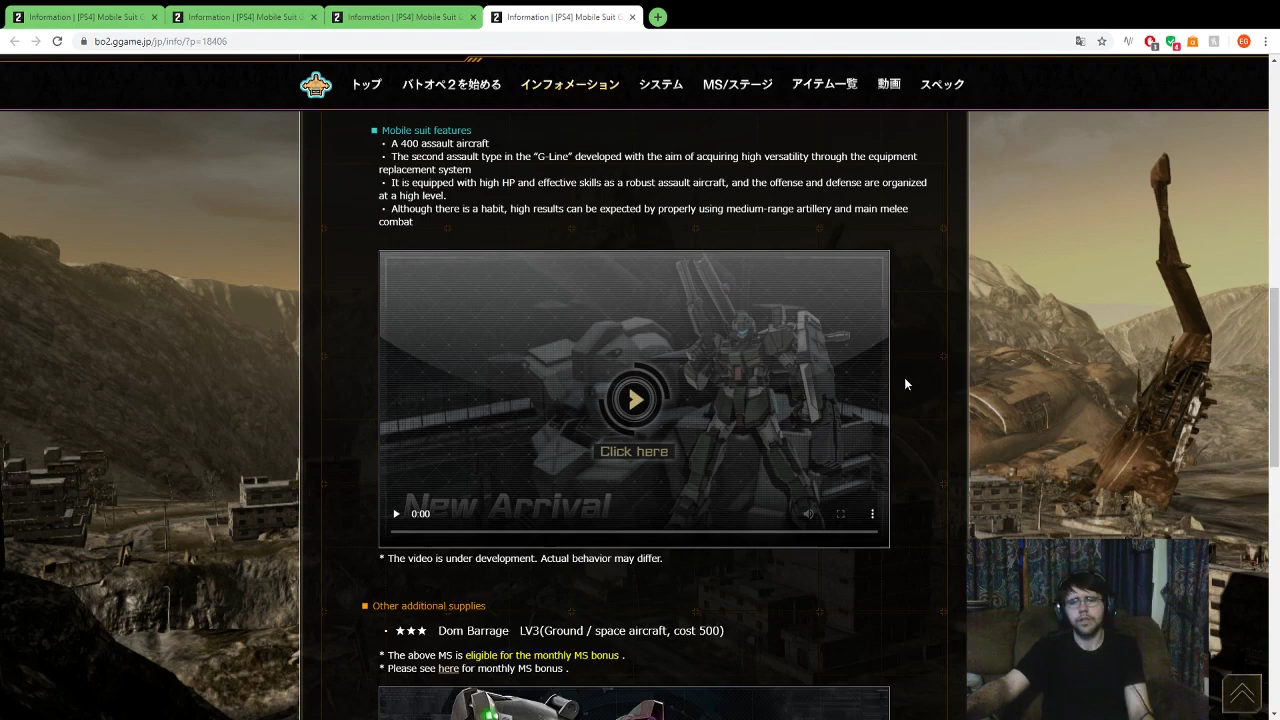 Information | [PS4] Mobile Suit G
Information | [PS4] Mobile Suit G
Information | [PS4] Mobile Suit G
Information | [PS4] Mobile Suit G
bo2.ggame.jp/jp/info/?p=18406
EG
トップ バトオペ２を始める インフォメーション システム MS/ステージ アイテム一覧 動画 スペック
■ Mobile suit features
・ A 400 assault aircraft
・ The second assault type in the “G-Line” developed with the aim of acquiring high versatility through the equipment
replacement system
・ It is equipped with high HP and effective skills as a robust assault aircraft, and the offense and defense are organized
at a high level.
・ Although there is a habit, high results can be expected by properly using medium-range artillery and main melee
combat
Click here
New Arrival
0:00
* The video is under development. Actual behavior may differ.
■ Other additional supplies
・ ★★★ Dom Barrage LV3(Ground / space aircraft, cost 500)
* The above MS is eligible for the monthly MS bonus .
* Please see here for monthly MS bonus .